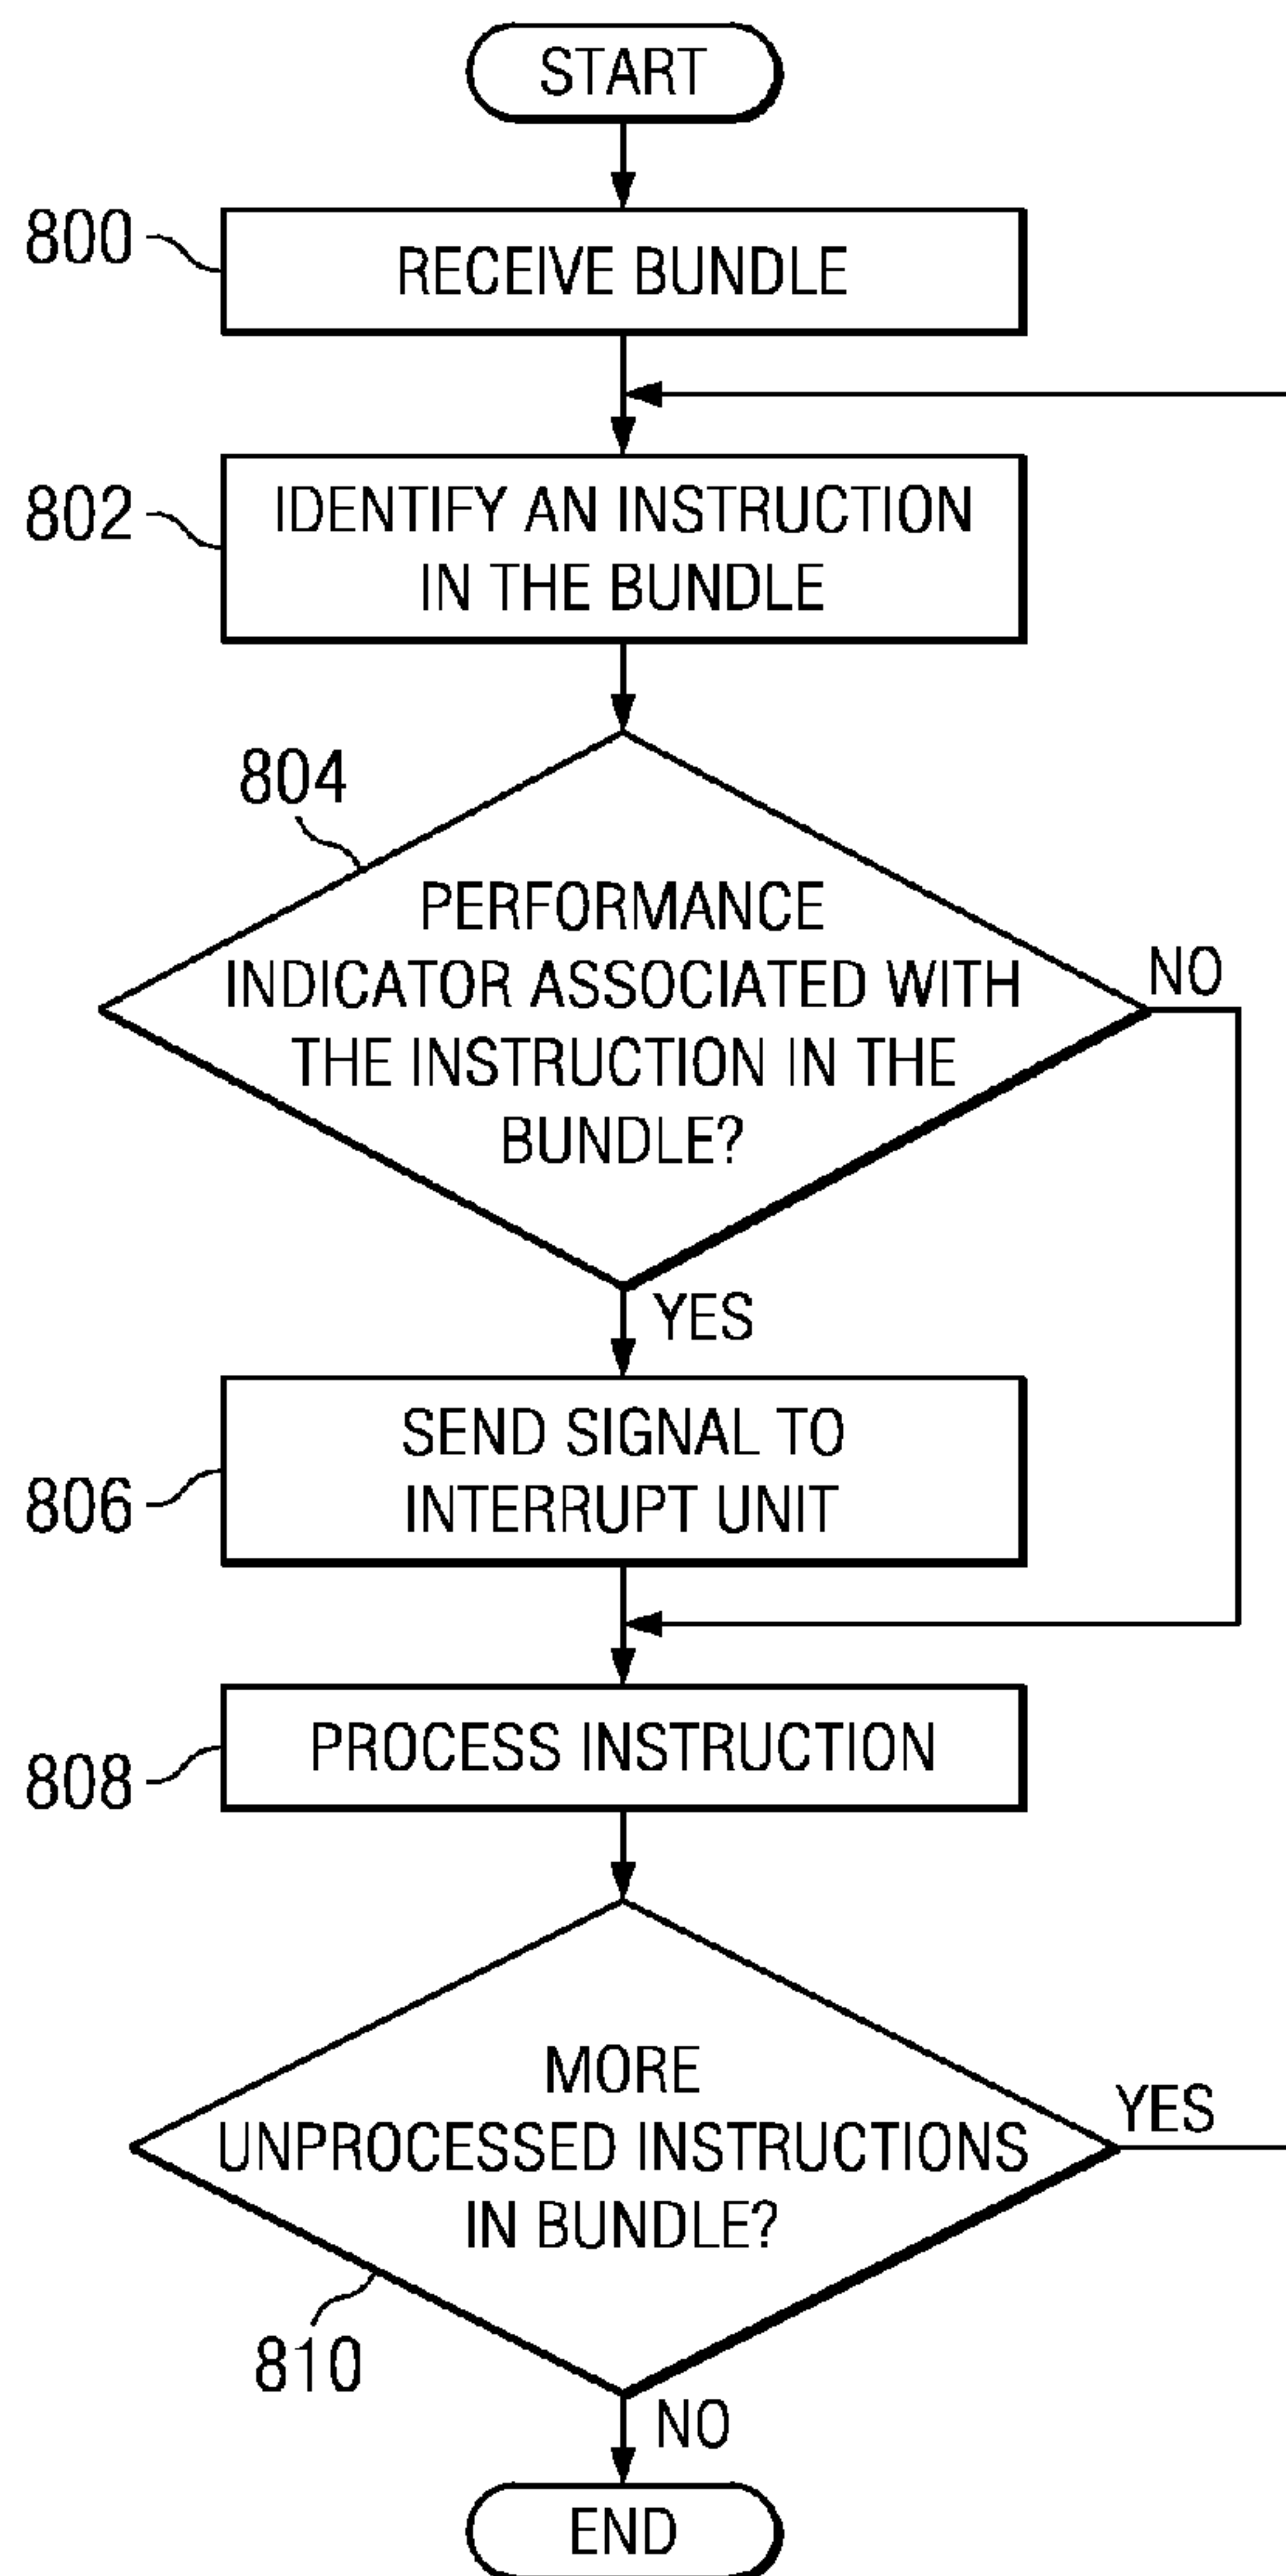 START
800
RECEIVE BUNDLE
802
IDENTIFY AN INSTRUCTION
IN THE BUNDLE
804
PERFORMANCE
INDICATOR ASSOCIATED WITH
THE INSTRUCTION IN THE
BUNDLE?
NO
YES
806
SEND SIGNAL TO
INTERRUPT UNIT
808
PROCESS INSTRUCTION
MORE
UNPROCESSED INSTRUCTIONS
IN BUNDLE?
YES
810
NO
END